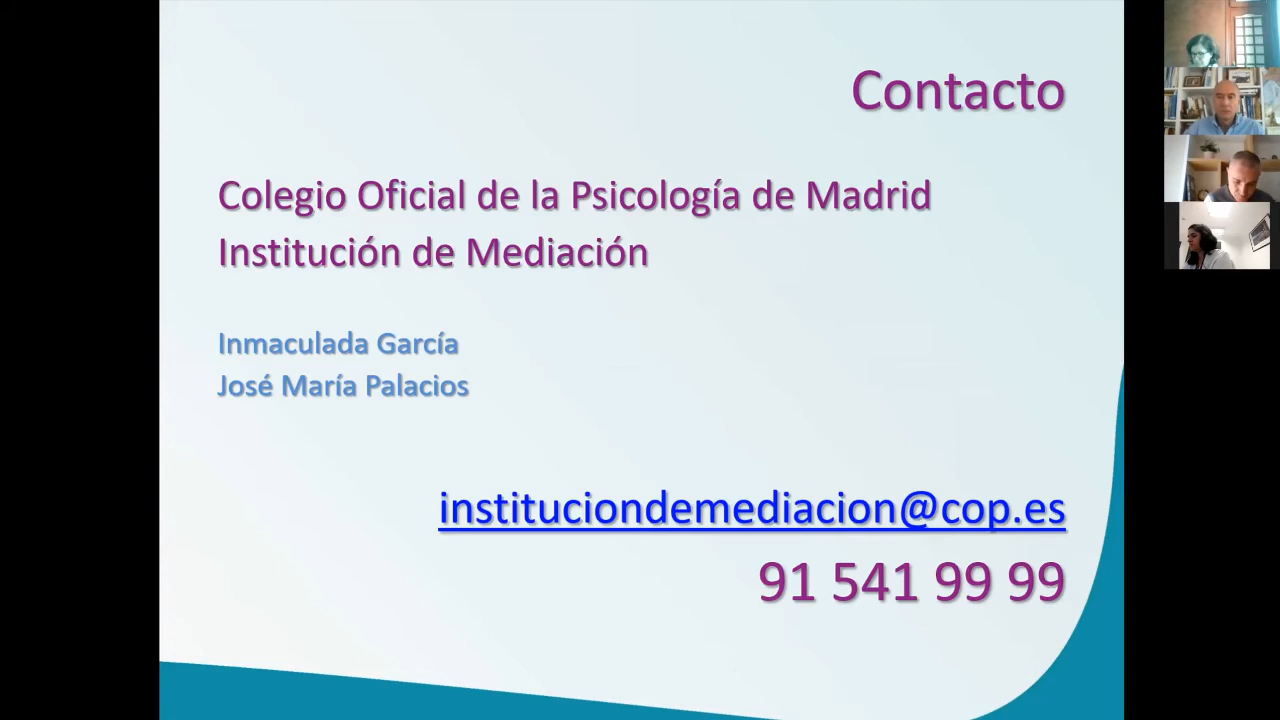 Contacto
Colegio Oficial de la Psicología de Madrid
Institución de Mediación
Inmaculada García
José María Palacios
instituciondemediacion@cop.es
91 541 99 99